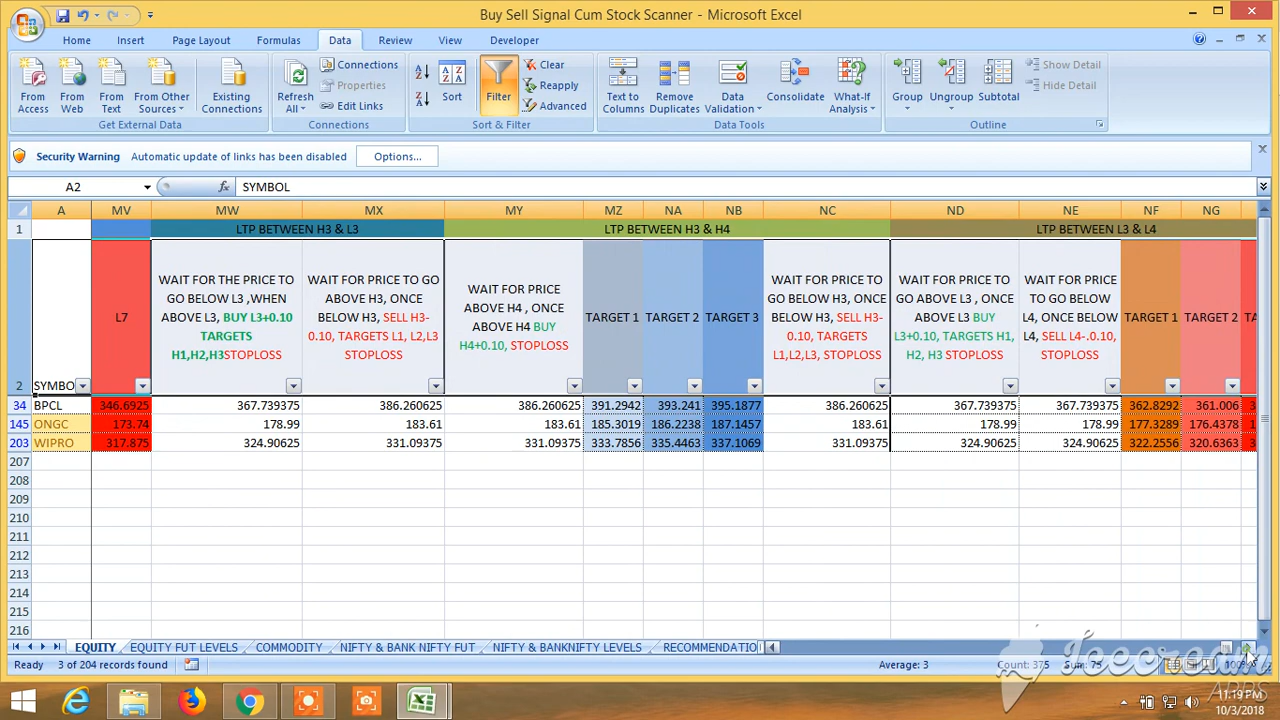 Buy Sell Signal Cum Stock Scanner - Microsoft Excel
Home Insert Page Layout Formulas Data Review View Developer
From Access
From Web
From Text
From Other Sources
Existing Connections
Get External Data
Refresh All
Connections
Properties
Edit Links
Connections
Sort
Filter
Clear
Reapply
Advanced
Sort & Filter
Text to Columns
Remove Duplicates
Data Validation
Consolidate
What-If Analysis
Data Tools
Group
Ungroup
Subtotal
Show Detail
Hide Detail
Outline
Security Warning Automatic update of links has been disabled Options...
A2 fx SYMBOL
A MV MW MX MY MZ NA NB NC ND NE NF NG
1 LTP BETWEEN H3 & L3 LTP BETWEEN H3 & H4 LTP BETWEEN L3 & L4
2 SYMBO
L7
WAIT FOR THE PRICE TO
GO BELOW L3 ,WHEN
ABOVE L3, BUY L3+0.10
TARGETS
H1,H2,H3STOPLOSS
WAIT FOR PRICE TO GO
ABOVE H3, ONCE
BELOW H3, SELL H3-
0.10, TARGETS L1, L2,L3
STOPLOSS
WAIT FOR PRICE
ABOVE H4 , ONCE
ABOVE H4 BUY
H4+0.10, STOPLOSS
TARGET 1
TARGET 2
TARGET 3
WAIT FOR PRICE TO
GO BELOW H3, ONCE
BELOW H3, SELL H3-
0.10, TARGETS
L1,L2,L3, STOPLOSS
WAIT FOR PRICE TO GO
ABOVE L3 , ONCE
ABOVE L3 BUY
L3+0.10, TARGETS H1,
H2, H3 STOPLOSS
WAIT FOR PRICE
TO GO BELOW
L4, ONCE BELOW
L4, SELL L4-.0.10,
STOPLOSS
TARGET 1
TARGET 2
34 BPCL 346.6925 367.739375 386.260625 386.260625 391.2942 393.241 395.1877 386.260625 367.739375 367.739375 362.8292 361.006
145 ONGC 173.74 178.99 183.61 183.61 185.3019 186.2238 187.1457 183.61 178.99 178.99 177.3289 176.4378
203 WIPRO 317.875 324.90625 331.09375 331.09375 333.7856 335.4463 337.1069 331.09375 324.90625 324.90625 322.2556 320.6363
207
208
209
210
211
212
213
214
215
216
EQUITY EQUITY FUT LEVELS COMMODITY NIFTY & BANK NIFTY FUT NIFTY & BANKNIFTY LEVELS RECOMMENDATIO
Ready 3 of 204 records found Average: 3 Count: 375 Sum: 75 100%
Icecream
APPS
11:19 PM
10/3/2018